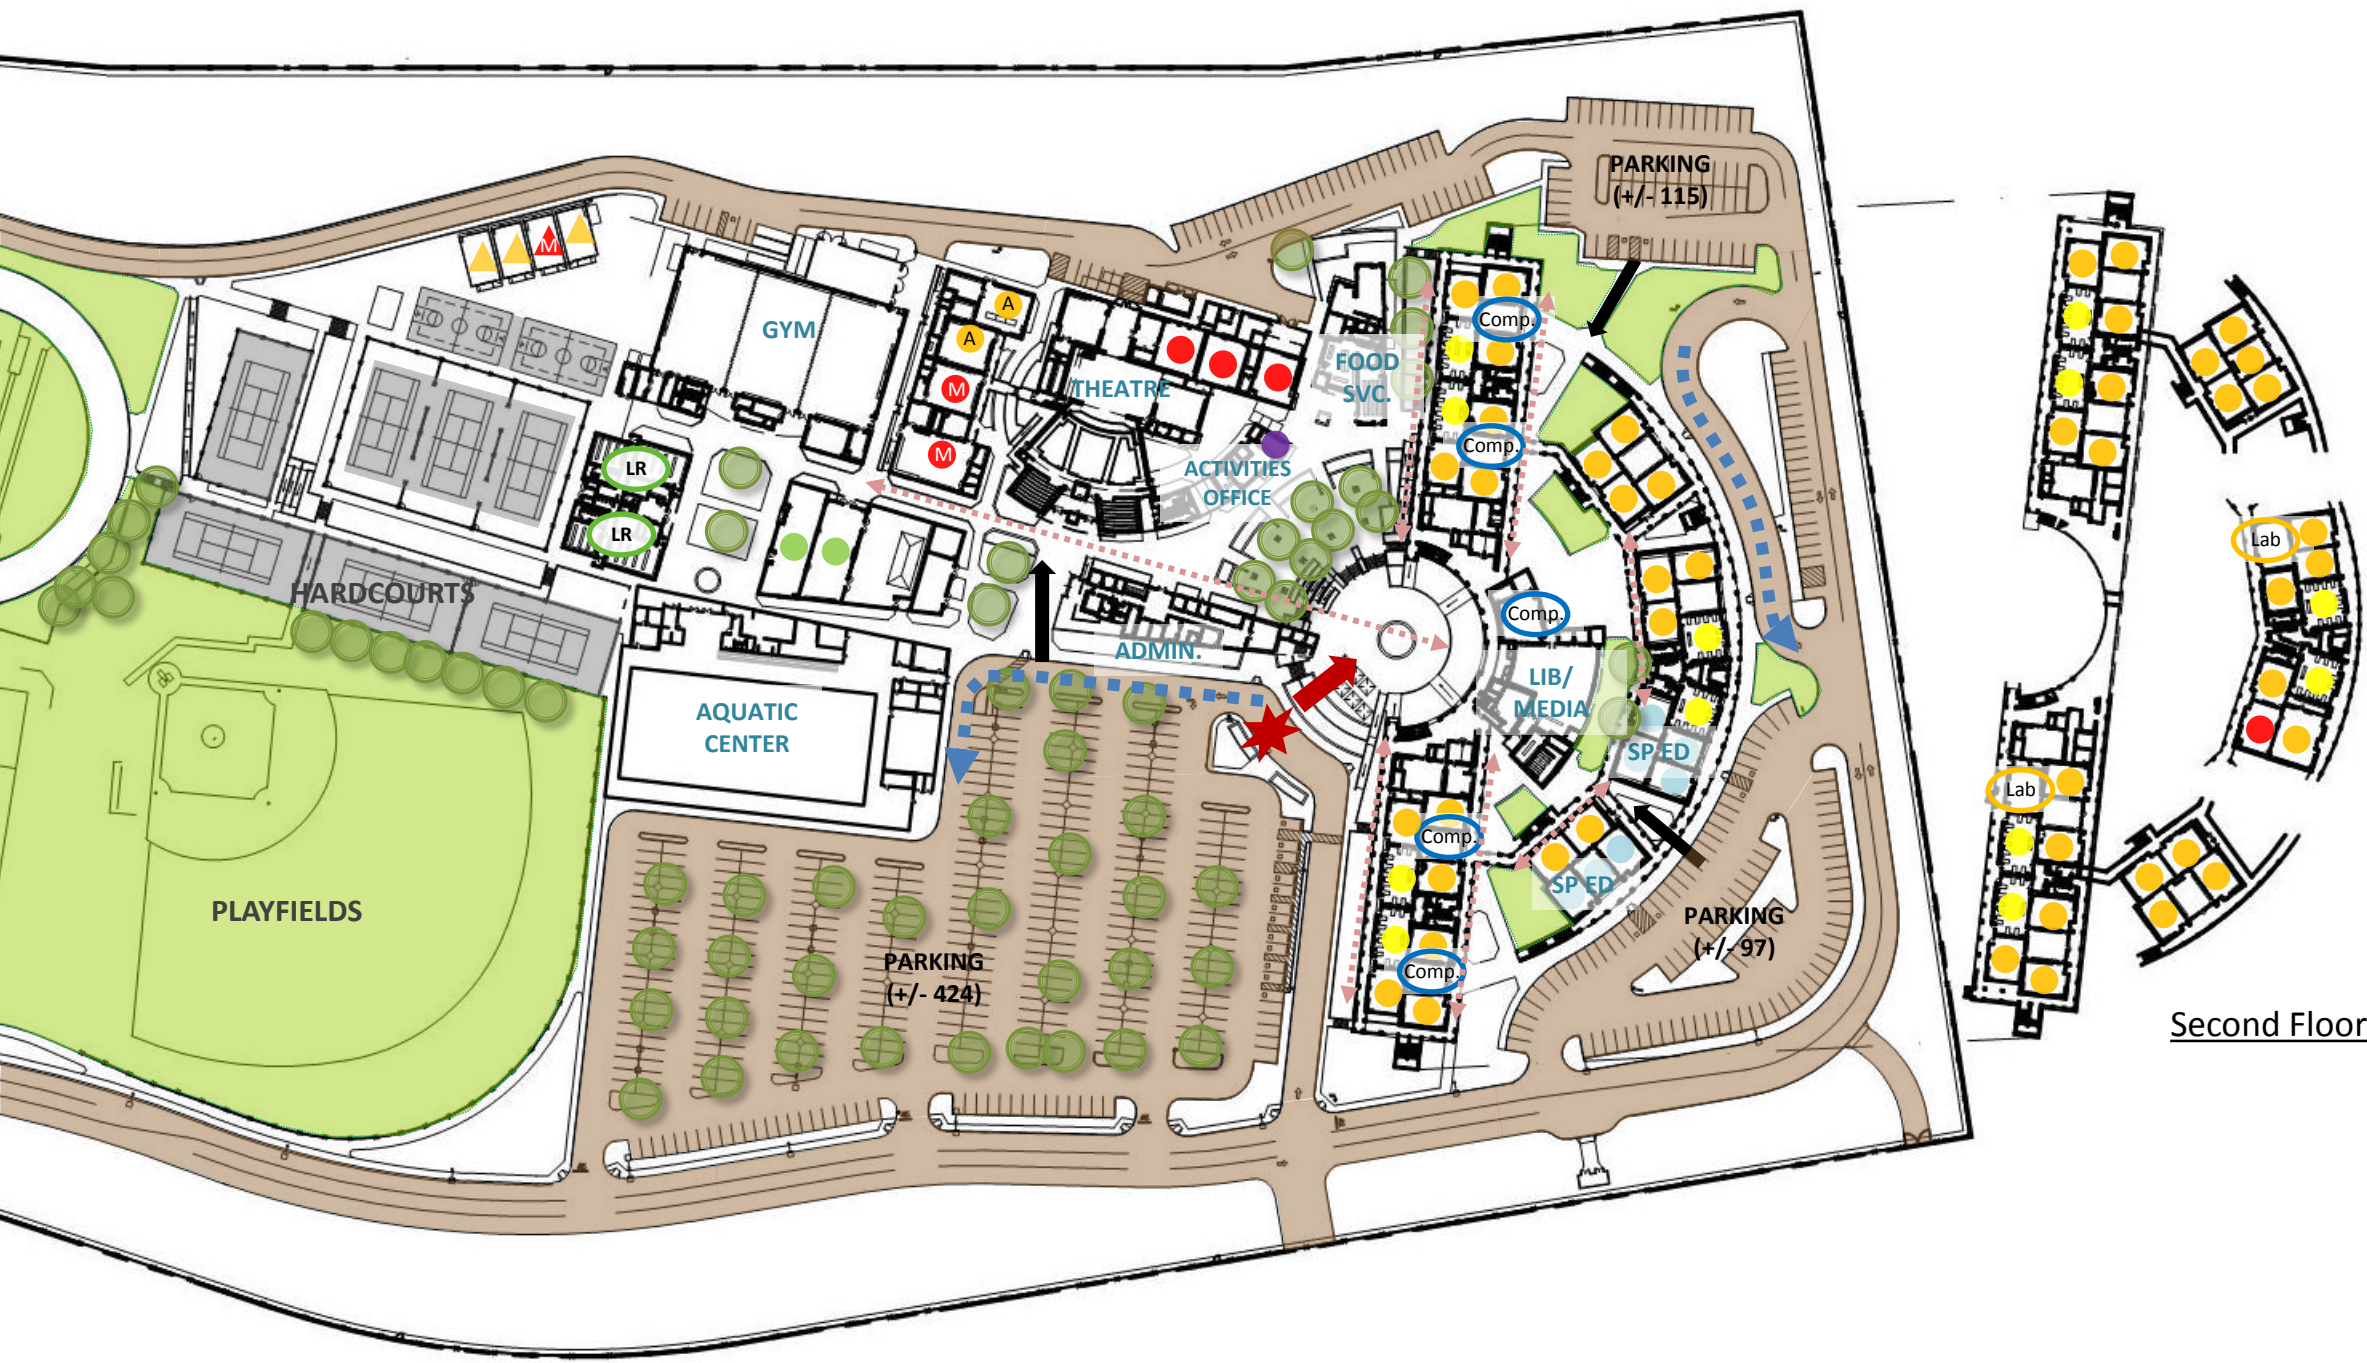 PARKING
(+/- 115)
M
A
A
GYM
Comp.
FOOD
SVC.
THEATRE
M
Comp.
M
LR
ACTIVITIES
OFFICE
LR
Lab
HARDCOURTS
Comp.
ADMIN.
LIB/
MEDIA
AQUATIC
CENTER
SP ED
Lab
Comp.
SP ED
PLAYFIELDS
PARKING
(+/- 97)
PARKING
(+/- 424)
Comp.
Second Floor